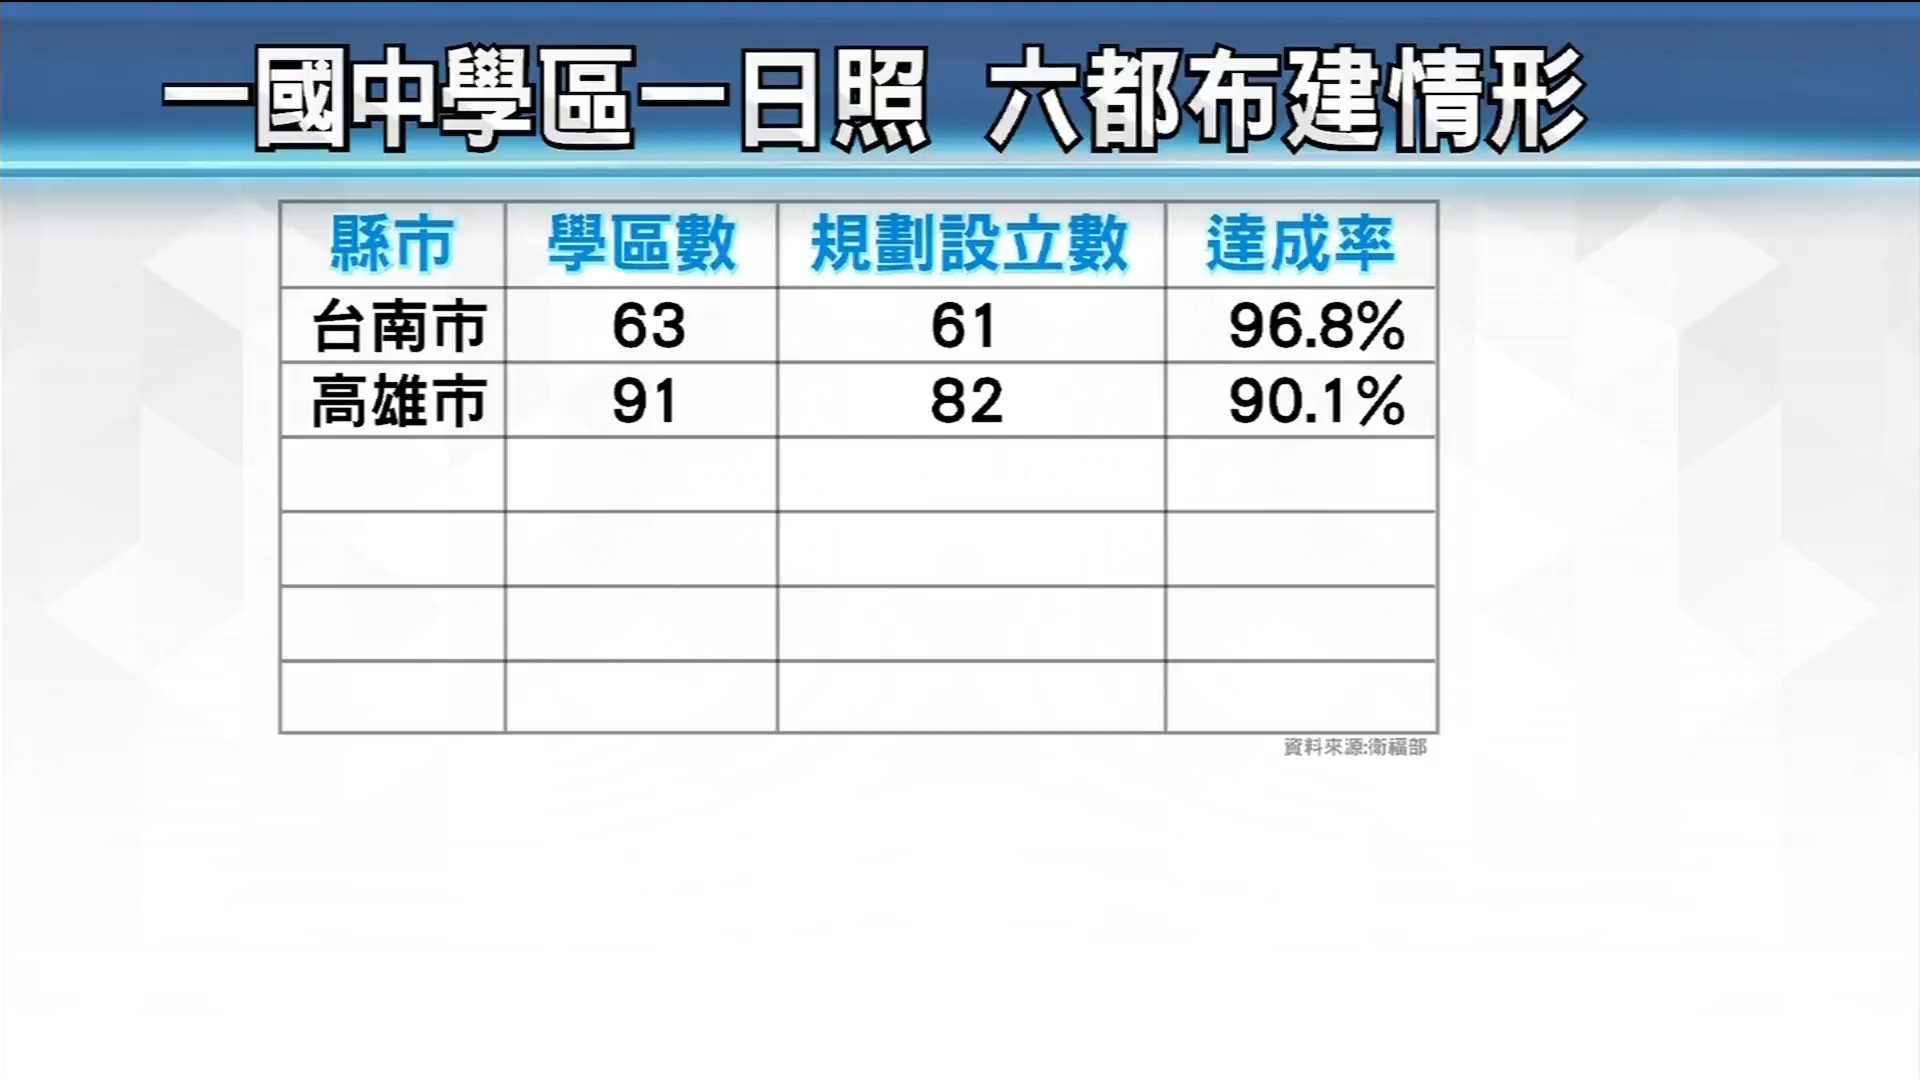 一國中學區一日照 六都布建情形
縣市 學區數 規劃設立數 達成率
台南市 63 61 96.8%
高雄市 91 82 90.1%
資料來源:衛福部